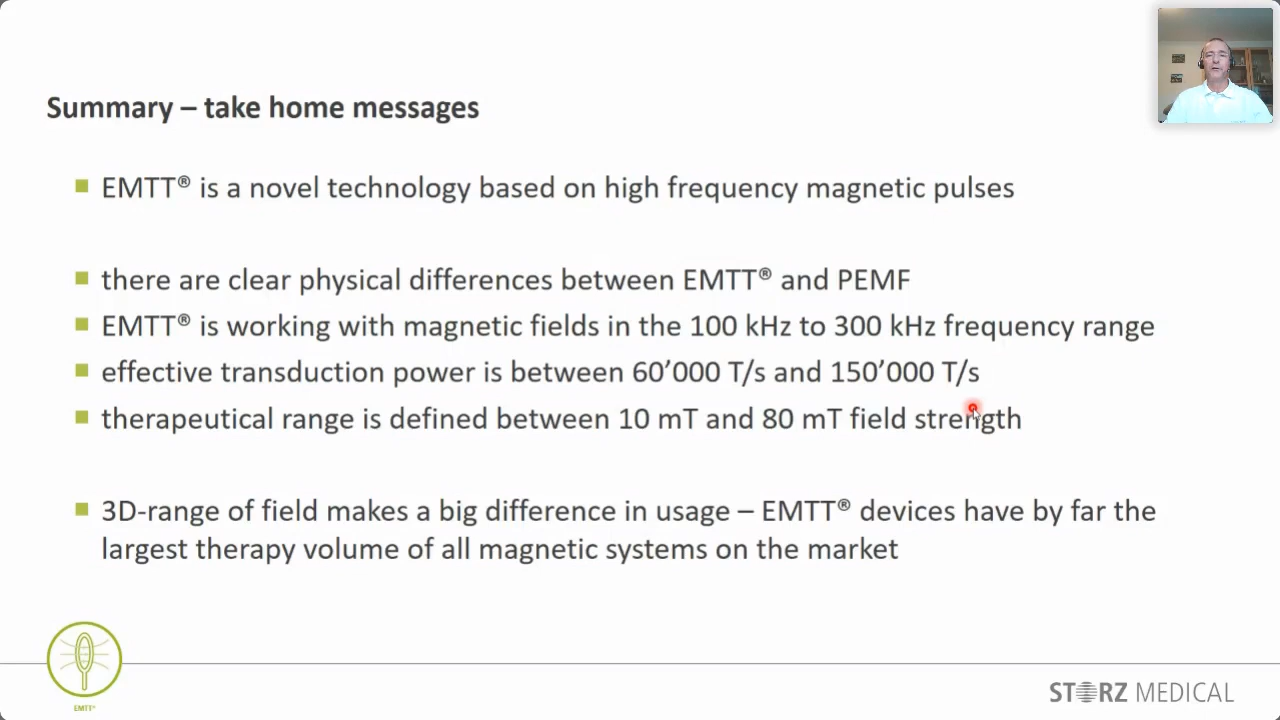 Summary – take home messages
EMTT® is a novel technology based on high frequency magnetic pulses
there are clear physical differences between EMTT® and PEMF
EMTT® is working with magnetic fields in the 100 kHz to 300 kHz frequency range
effective transduction power is between 60’000 T/s and 150’000 T/s
therapeutical range is defined between 10 mT and 80 mT field strength
3D-range of field makes a big difference in usage – EMTT® devices have by far the
largest therapy volume of all magnetic systems on the market
EMTT®
STORZ MEDICAL